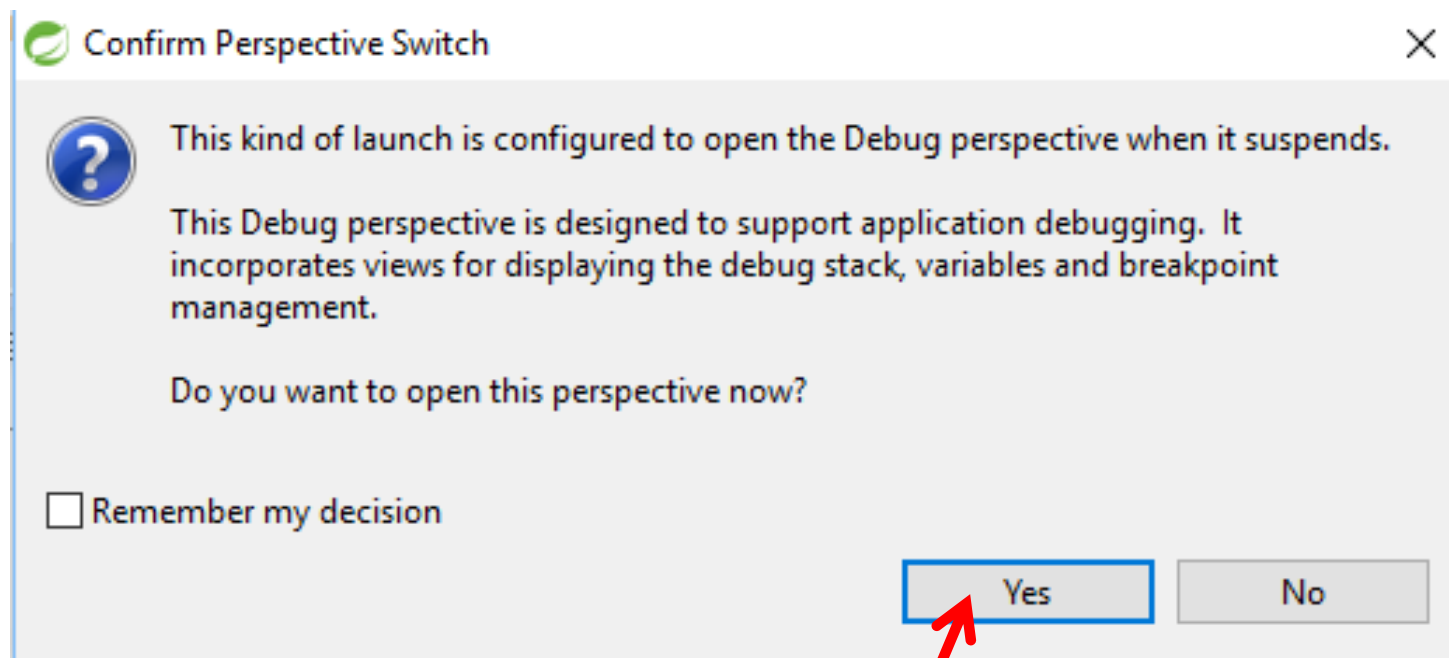 Confirm Perspective Switch
This kind of launch is configured to open the Debug perspective when it suspends.
This Debug perspective is designed to support application debugging.  It
incorporates views for displaying the debug stack, variables and breakpoint
management.
Do you want to open this perspective now?
Remember my decision
Yes
No